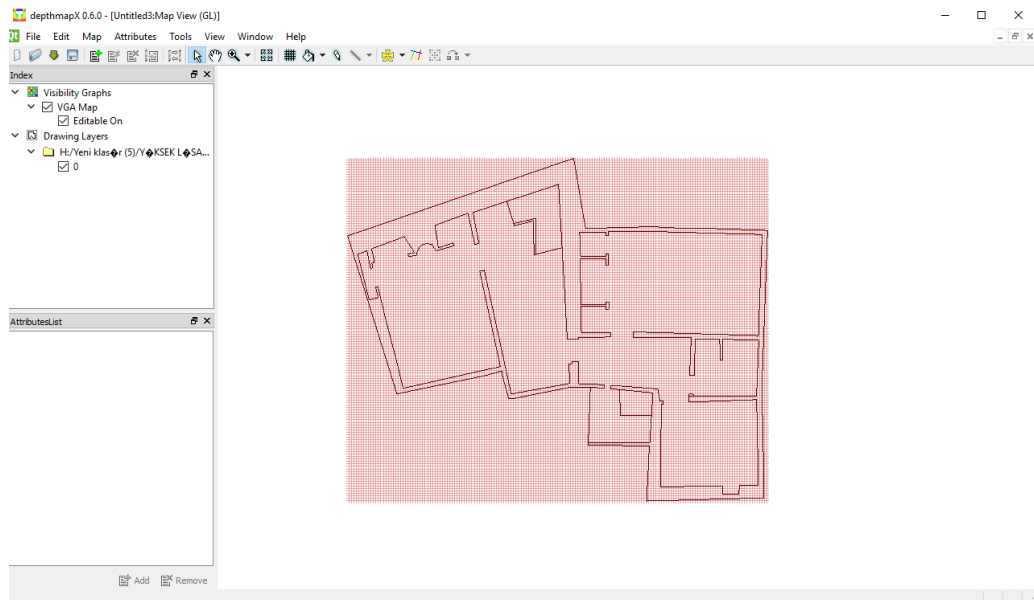 depthmapX 0.6.0 - [Untitled3:Map View (GL)]
File Edit Map Attributes Tools View Window Help
Index
Visibility Graphs
VGA Map
Editable On
Drawing Layers
H:/Yeni klas�r (5)/Y�KSEK L�SA...
0
AttributesList
Add Remove